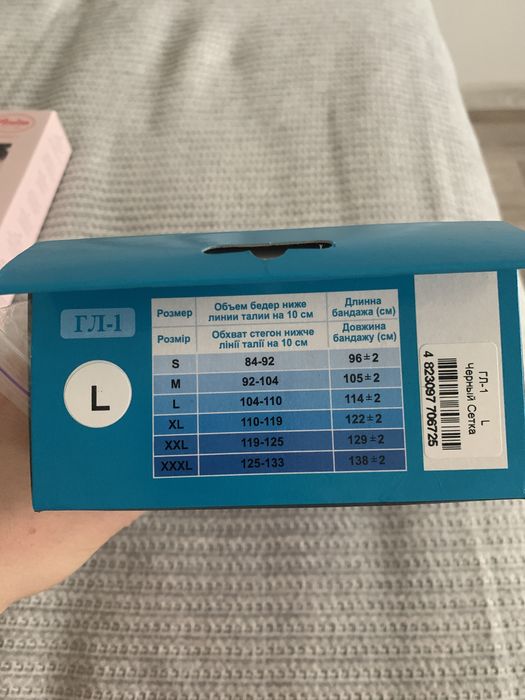 ГЛ-1
L
Размер Объем бедер ниже линии талии на 10 см Длинна бандажа (см)
Розмір Обхват стегон нижче лінії талії на 10 см Довжина бандажу (см)
S 84-92 96±2
M 92-104 105±2
L 104-110 114±2
XL 110-119 122±2
XXL 119-125 129±2
XXXL 125-133 138±2
ГЛ-1
L
Черный Сетка
4 823097 706725